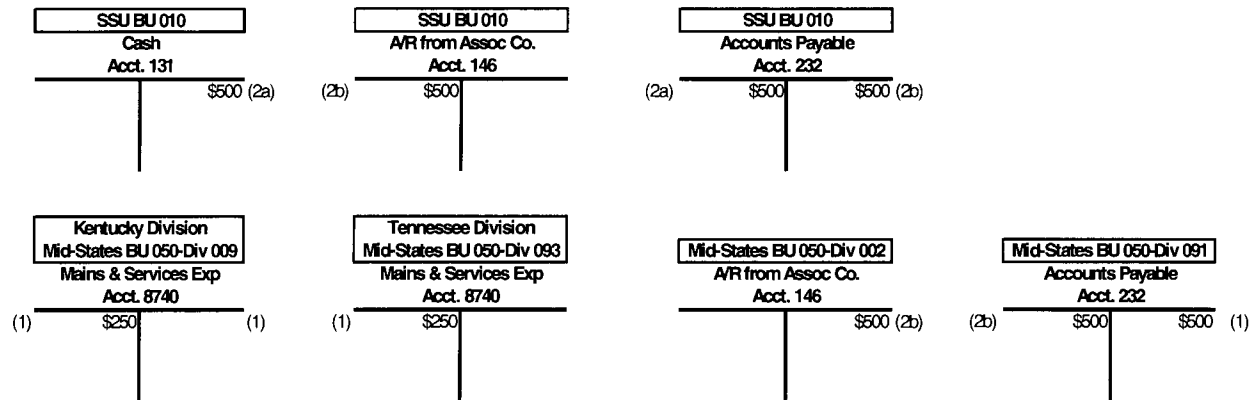 SSU BU 010 SSU BU 010 SSU BU 010
Cash A/R from Assoc Co. Accounts Payable
Acct. 131 Acct. 146 Acct. 232
$500 (2a) (2b) $500 (2a) $500 $500 (2b)
Kentucky Division Tennessee Division
Mid-States BU 050-Div 009 Mid-States BU 050-Div 093 Mid-States BU 050-Div 002 Mid-States BU 050-Div 091
Mains & Services Exp Mains & Services Exp A/R from Assoc Co. Accounts Payable
Acct. 8740 Acct. 8740 Acct. 146 Acct. 232
(1) $250 (1) (1) $250 $500 (2b) (2b) $500 $500 (1)